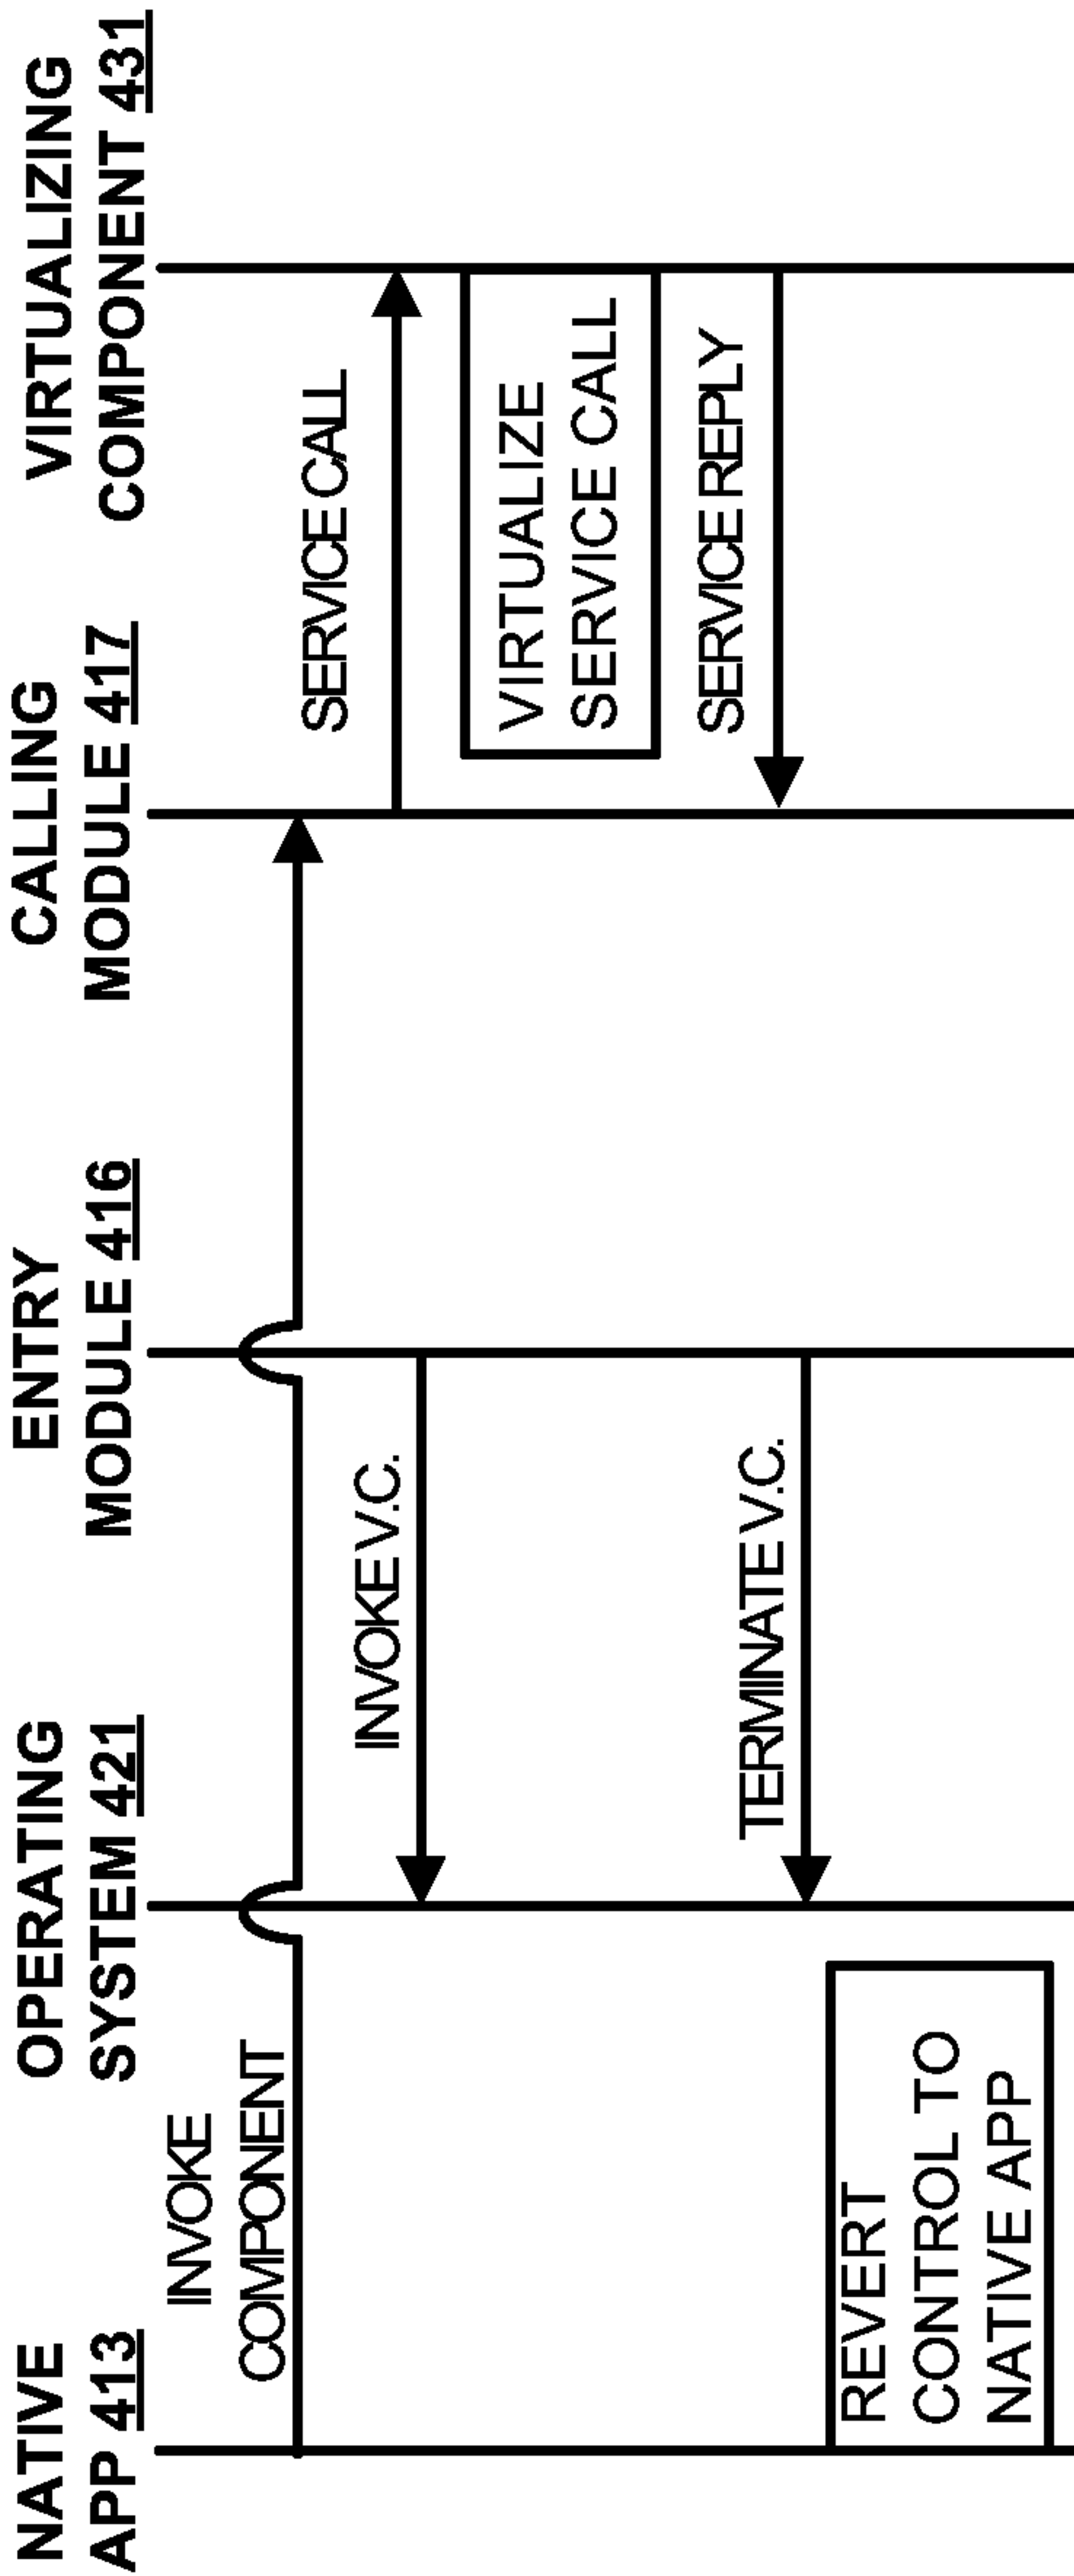 NATIVE
APP 413
OPERATING
SYSTEM 421
ENTRY
MODULE 416
CALLING
MODULE 417
VIRTUALIZING
COMPONENT 431
INVOKE
COMPONENT
SERVICE CALL
INVOKE V.C.
VIRTUALIZE
SERVICE CALL
SERVICE REPLY
TERMINATE V.C.
REVERT
CONTROL TO
NATIVE APP